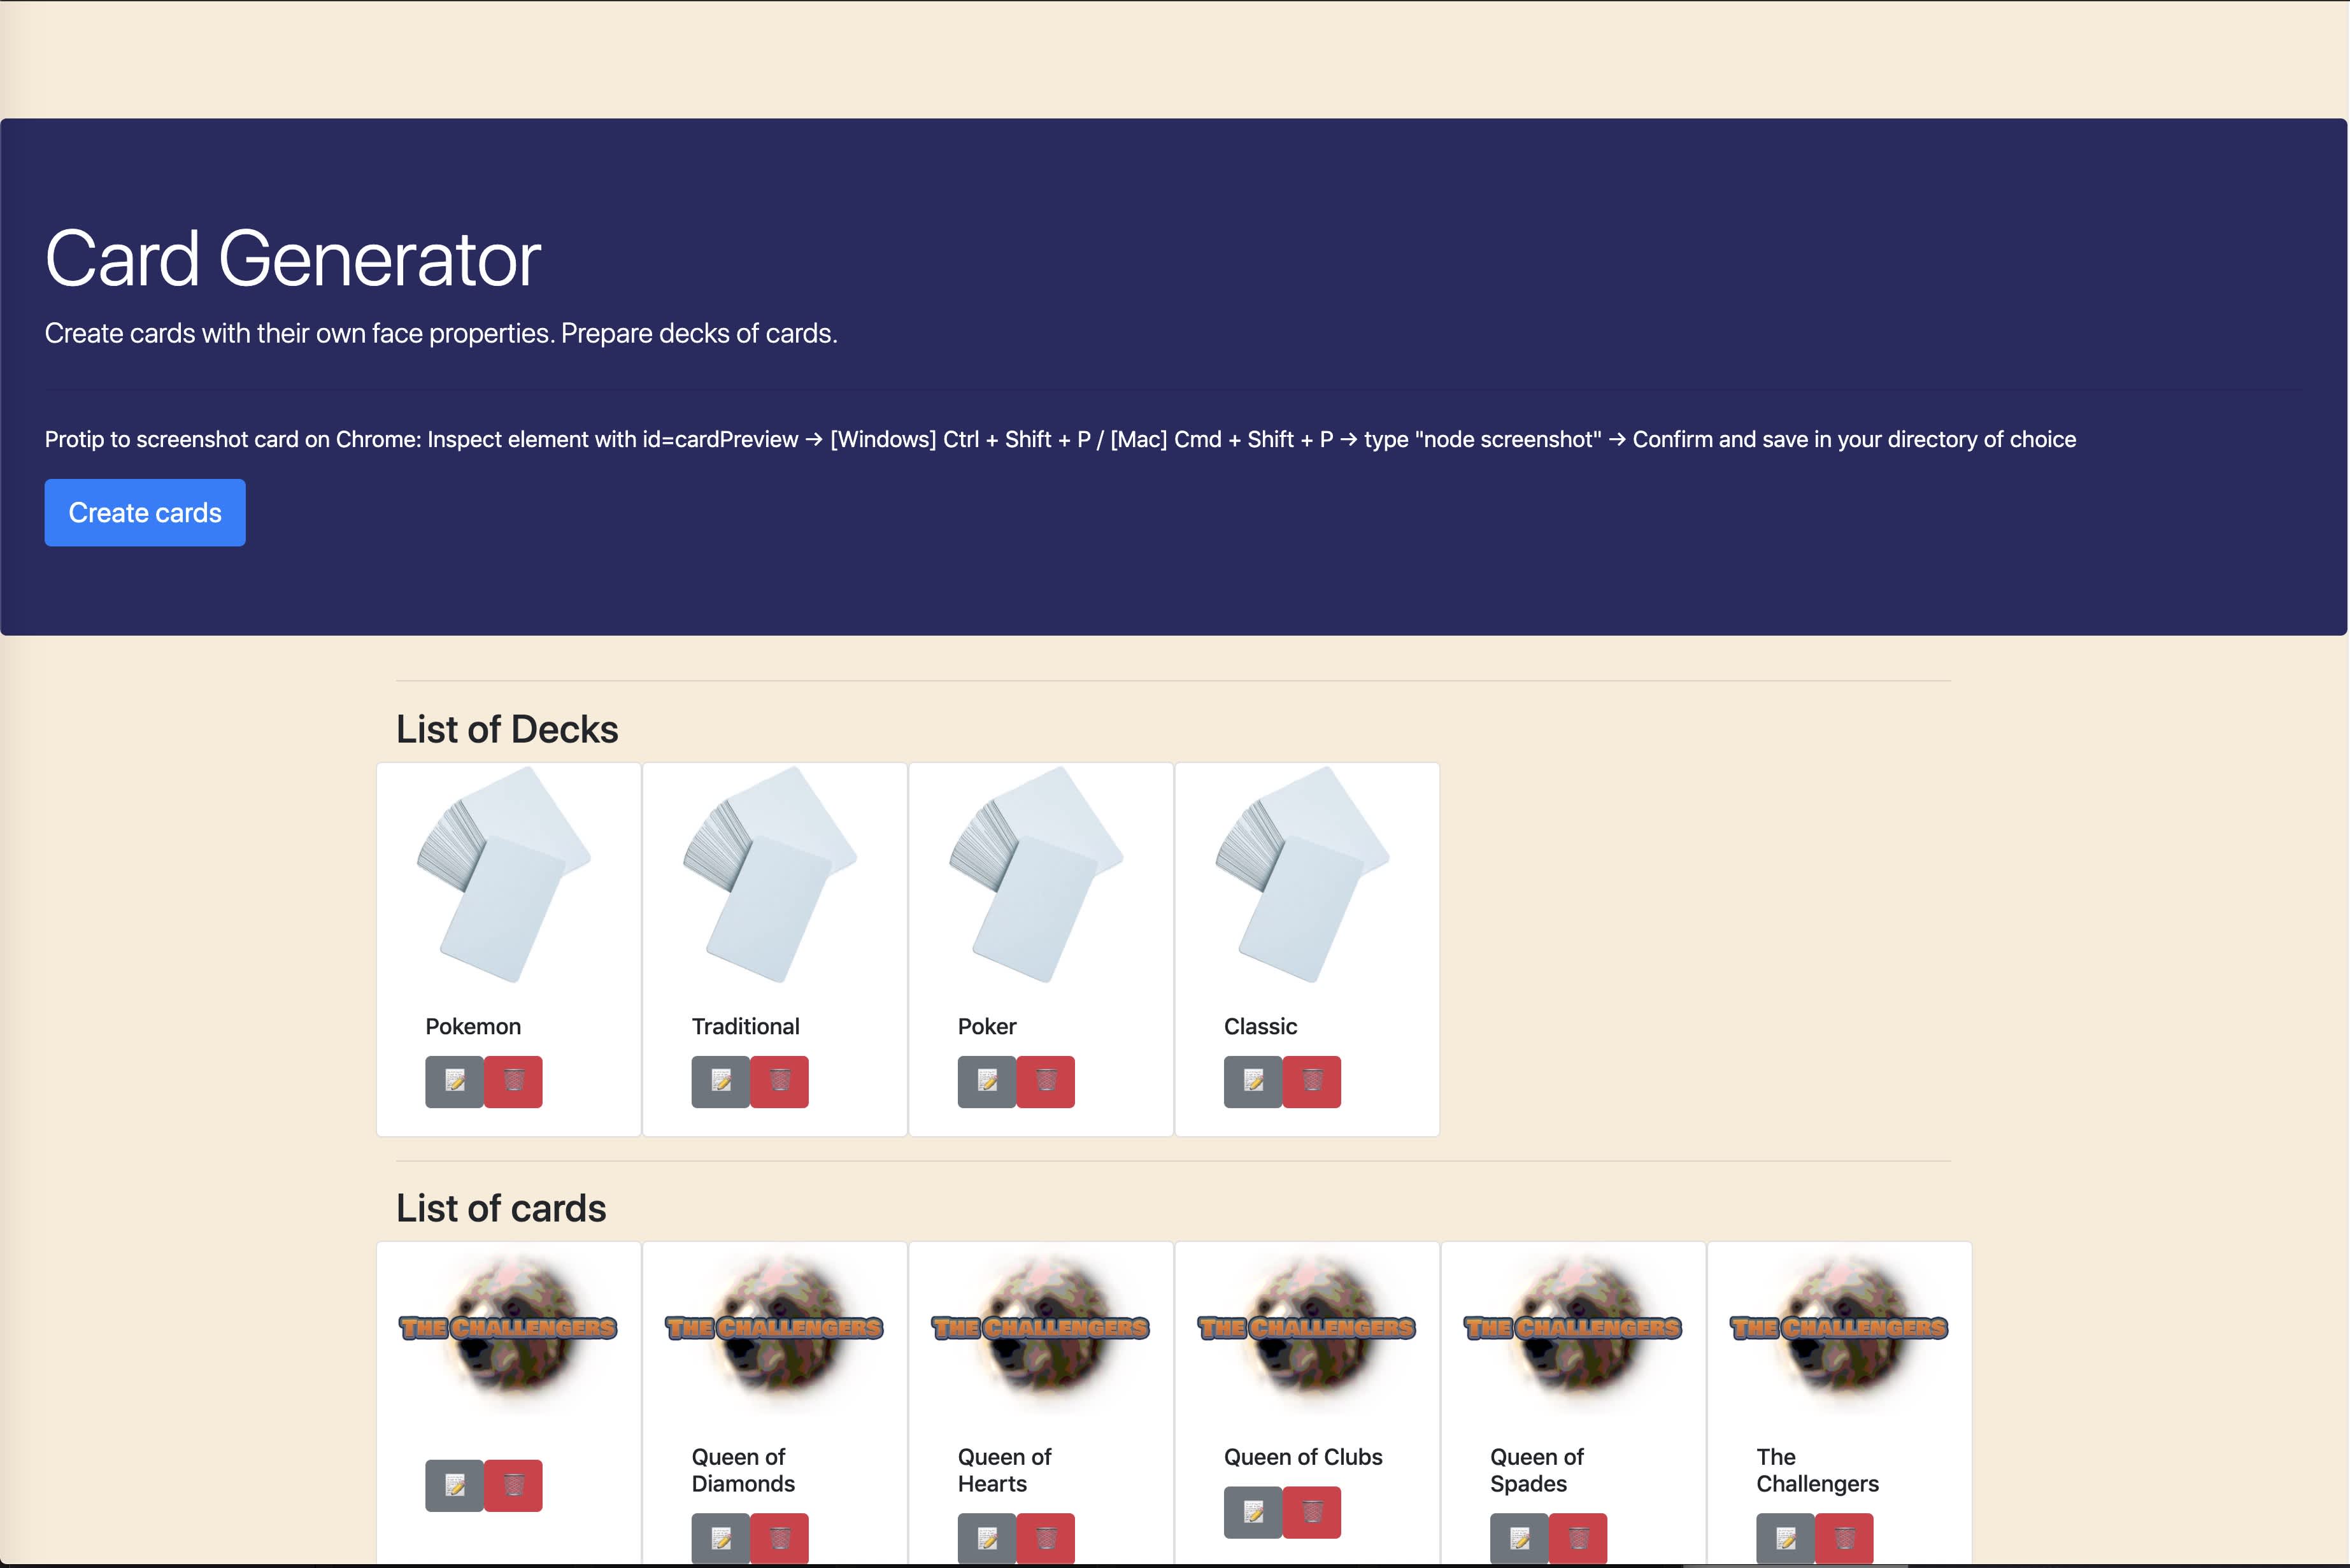 Card Generator
Create cards with their own face properties. Prepare decks of cards.
Protip to screenshot card on Chrome: Inspect element with id=cardPreview → [Windows] Ctrl + Shift + P / [Mac] Cmd + Shift + P → type "node screenshot" → Confirm and save in your directory of choice
Create cards
List of Decks
Pokemon
Traditional
Poker
Classic
List of cards
THE CHALLENGERS
THE CHALLENGERS
THE CHALLENGERS
THE CHALLENGERS
THE CHALLENGERS
THE CHALLENGERS
Queen of
Diamonds
Queen of
Hearts
Queen of Clubs
Queen of
Spades
The
Challengers